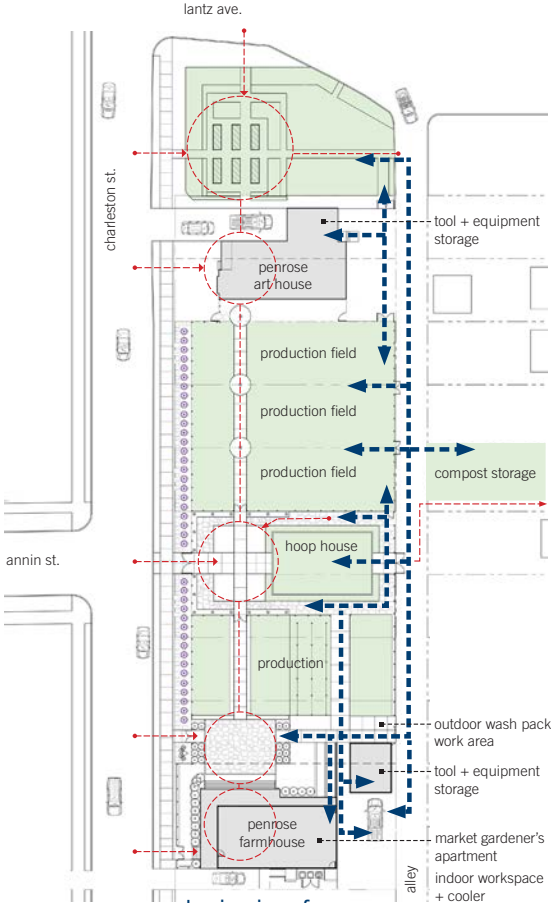 lantz ave.
charleston st.
tool + equipment
storage
penrose
art house
production field
production field
production field
compost storage
annin st.
hoop house
production
outdoor wash pack
work area
tool + equipment
storage
penrose
farmhouse
market gardener's
apartment
alley
indoor workspace
+ cooler